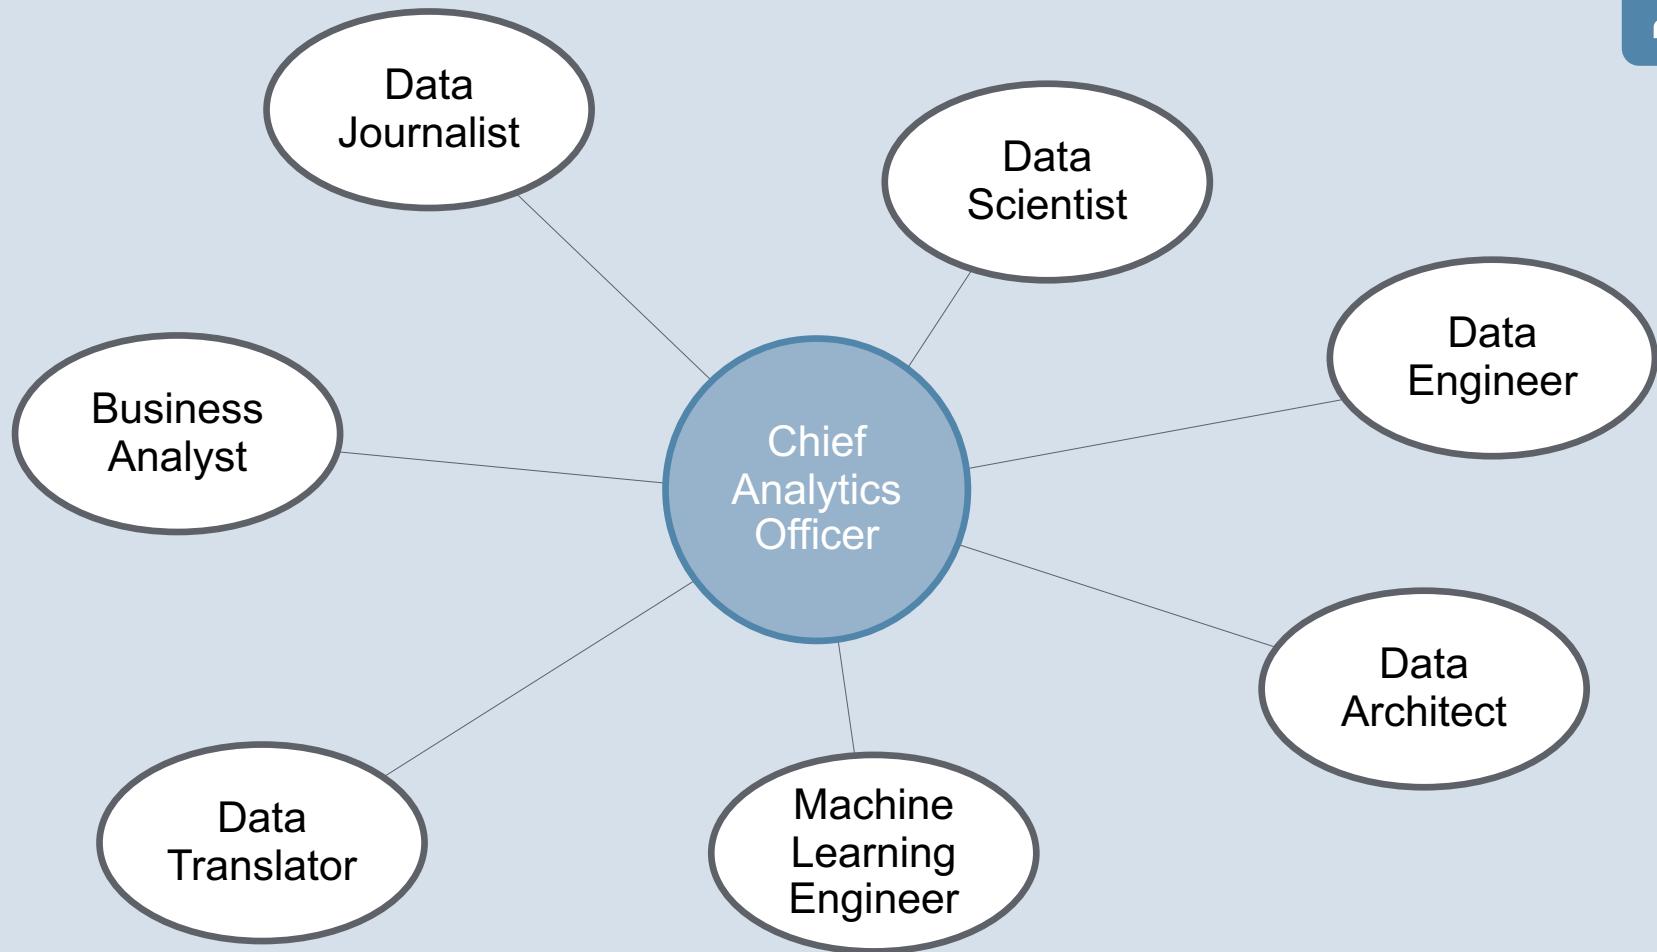 Data
Journalist
Data
Scientist
Data
Engineer
Business
Analyst
Chief
Analytics
Officer
Data
Architect
Data
Translator
Machine
Learning
Engineer